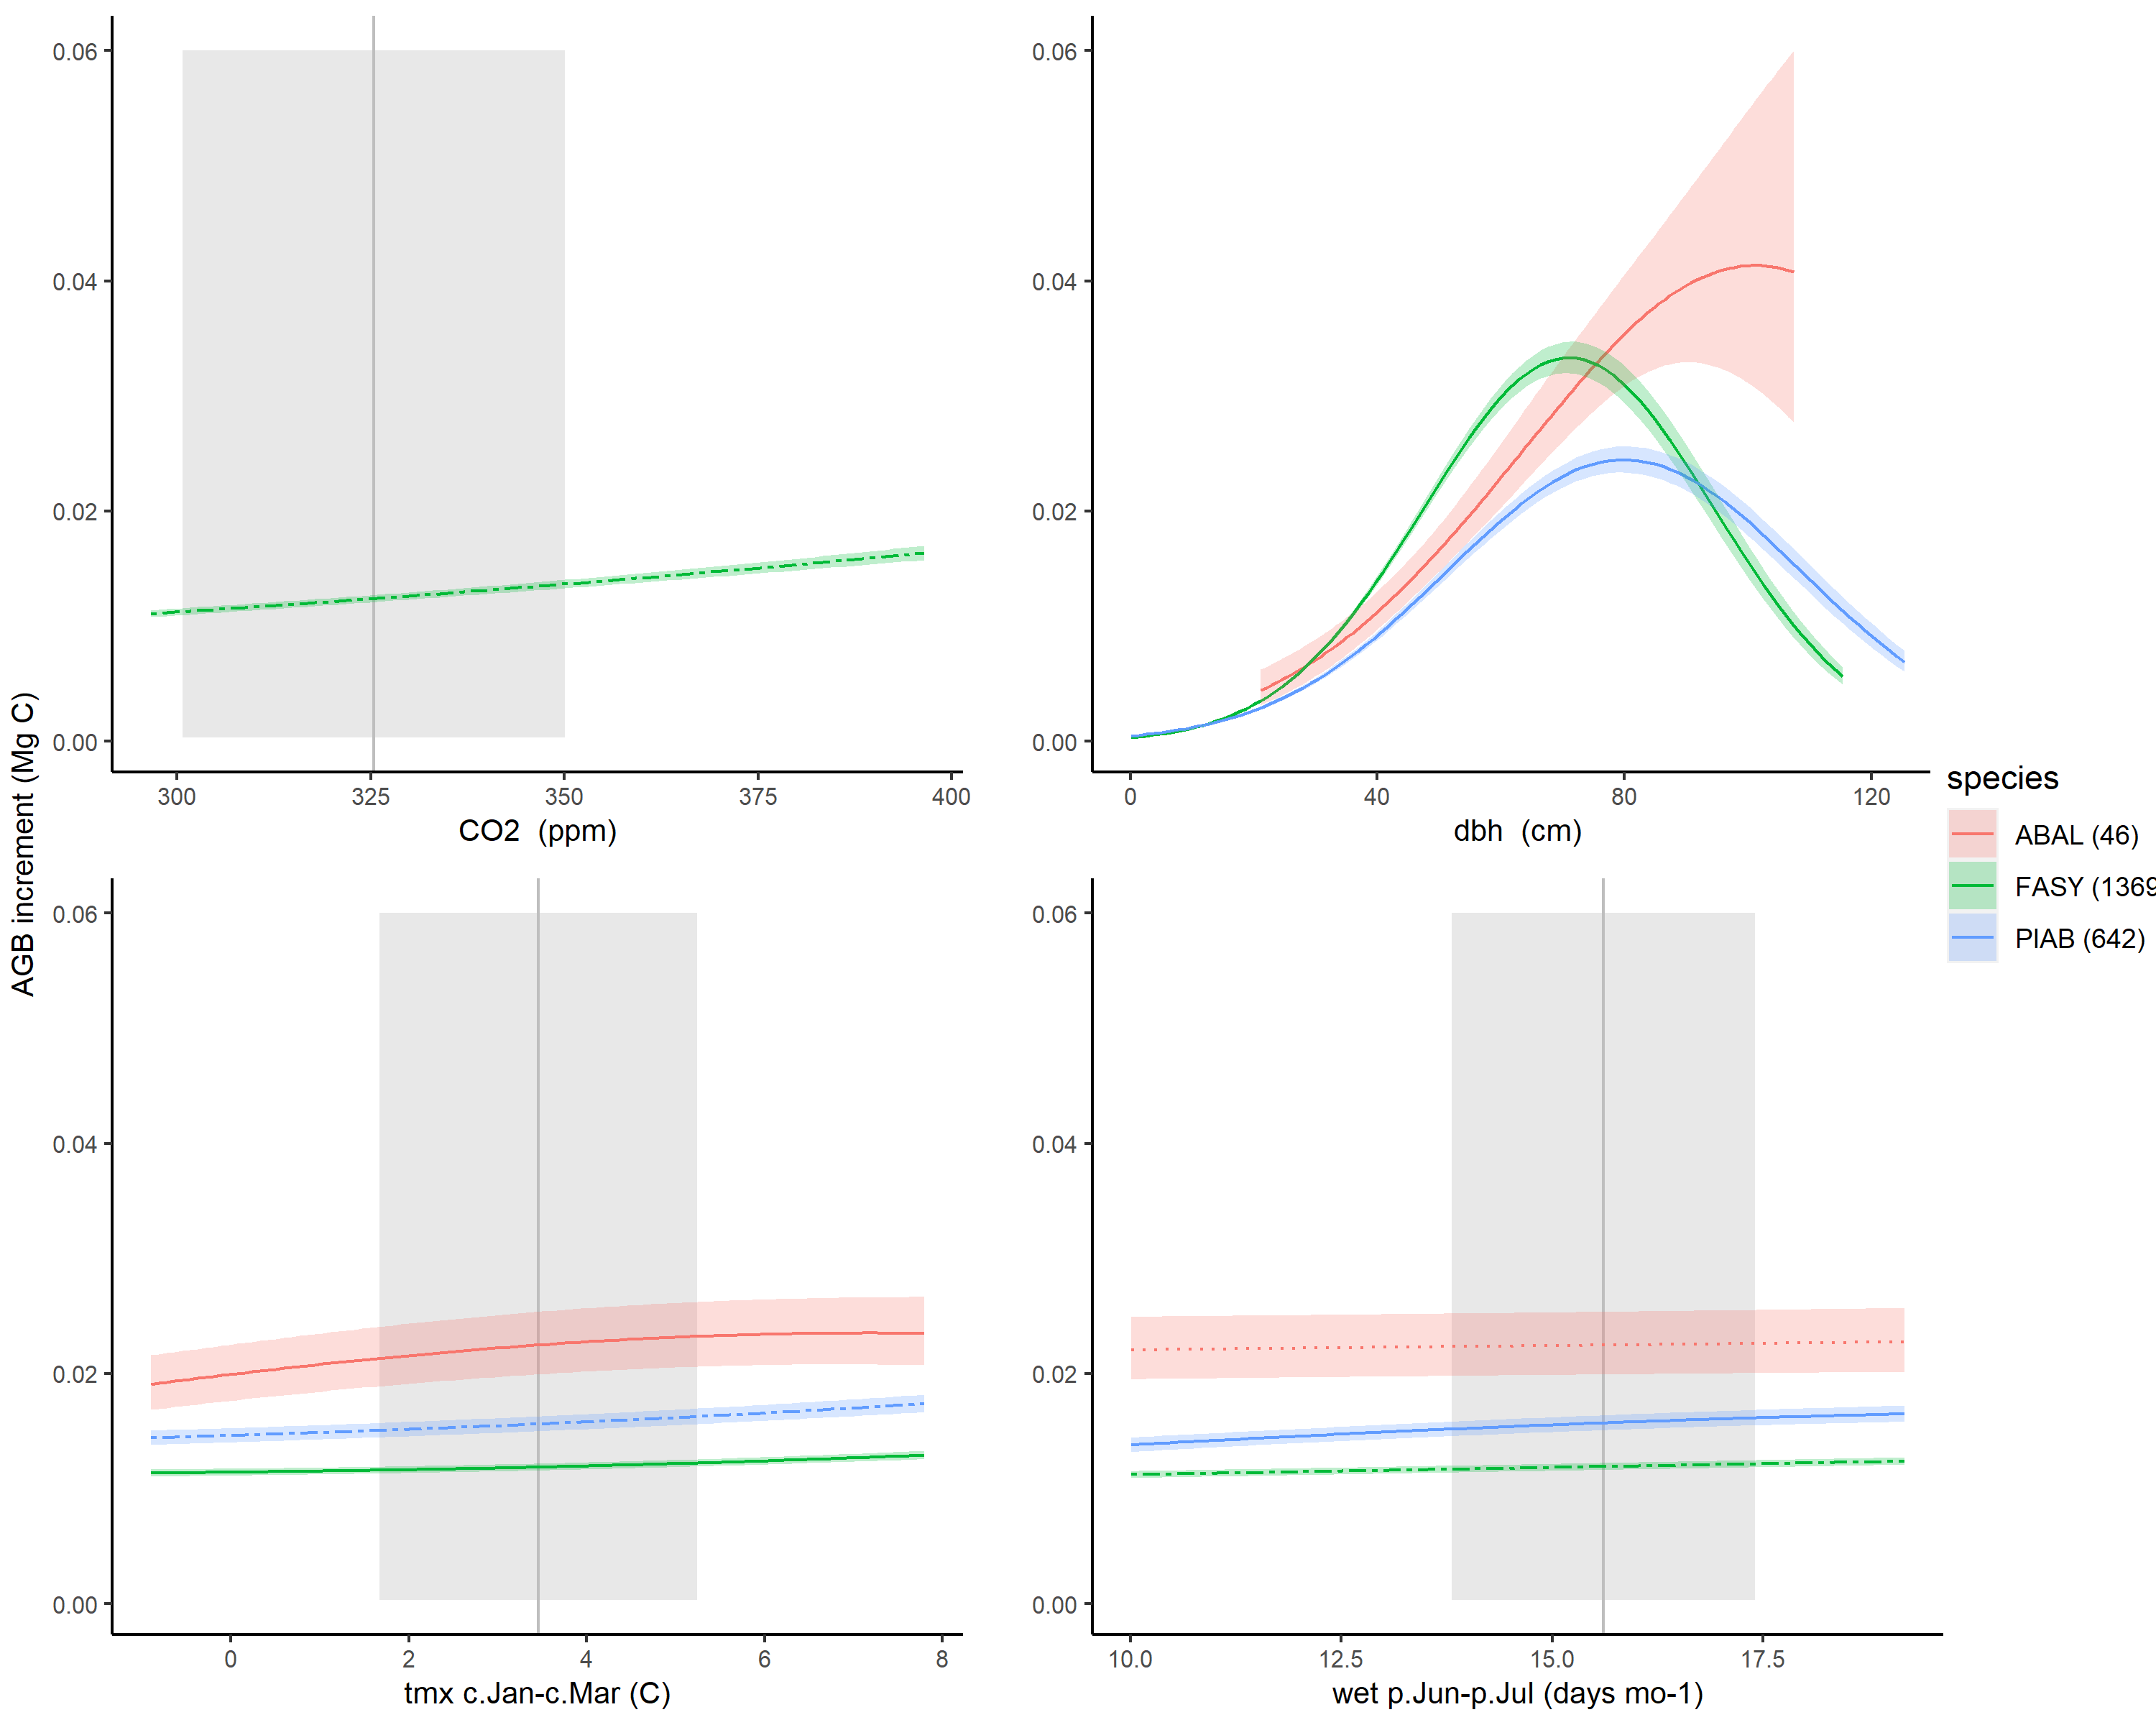 AGB increment (Mg C)
0.06
0.04
0.02
0.00
300 325 350 375 400
CO2 (ppm)
0.06
0.04
0.02
0.00
0 40 80 120
dbh (cm)
species
ABAL (46)
FASY (1369
PIAB (642)
0.06
0.04
0.02
0.00
0 2 4 6 8
tmx c.Jan-c.Mar (C)
0.06
0.04
0.02
0.00
10.0 12.5 15.0 17.5
wet p.Jun-p.Jul (days mo-1)